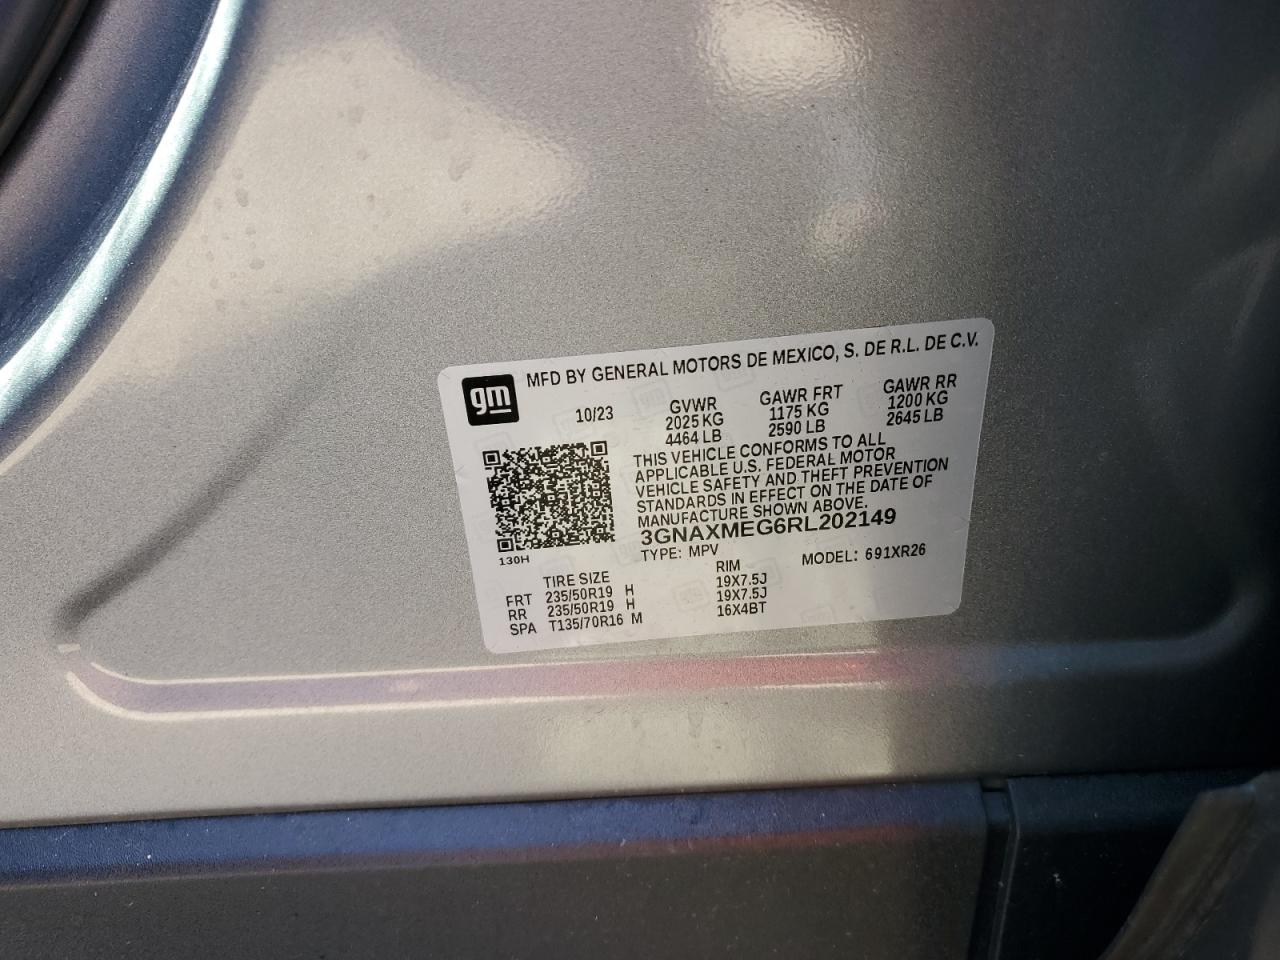 gm
MFD BY GENERAL MOTORS DE MEXICO, S. DE R.L. DE C.V.
10/23 GVWR GAWR FRT GAWR RR
2025 KG 1175 KG 1200 KG
4464 LB 2590 LB 2645 LB
THIS VEHICLE CONFORMS TO ALL
APPLICABLE U.S. FEDERAL MOTOR
VEHICLE SAFETY AND THEFT PREVENTION
STANDARDS IN EFFECT ON THE DATE OF
MANUFACTURE SHOWN ABOVE.
3GNAXMEG6RL202149
130H
TYPE: MPV MODEL: 691XR26
TIRE SIZE RIM
FRT 235/50R19 H 19X7.5J
RR 235/50R19 H 19X7.5J
SPA T135/70R16 M 16X4BT